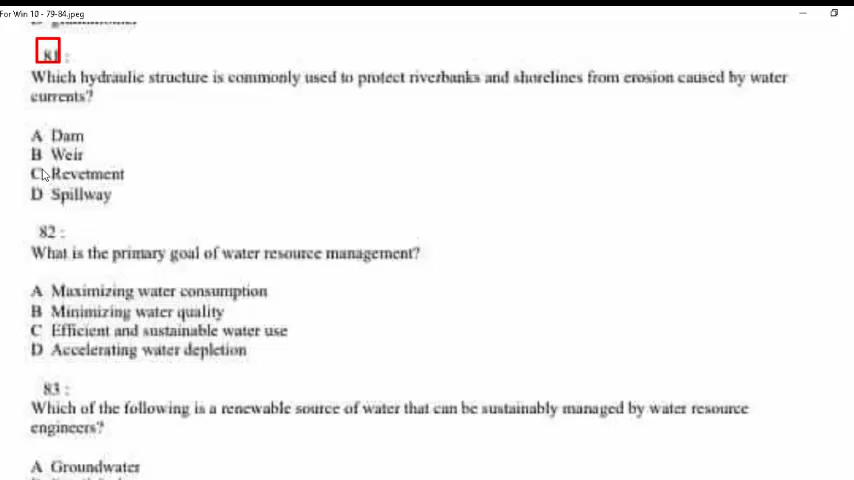 For Win 10 - 79-84.jpeg
81 :
Which hydraulic structure is commonly used to protect riverbanks and shorelines from erosion caused by water
currents?
A Dam
B Weir
C Revetment
D Spillway
82 :
What is the primary goal of water resource management?
A Maximizing water consumption
B Minimizing water quality
C Efficient and sustainable water use
D Accelerating water depletion
83 :
Which of the following is a renewable source of water that can be sustainably managed by water resource
engineers?
A Groundwater